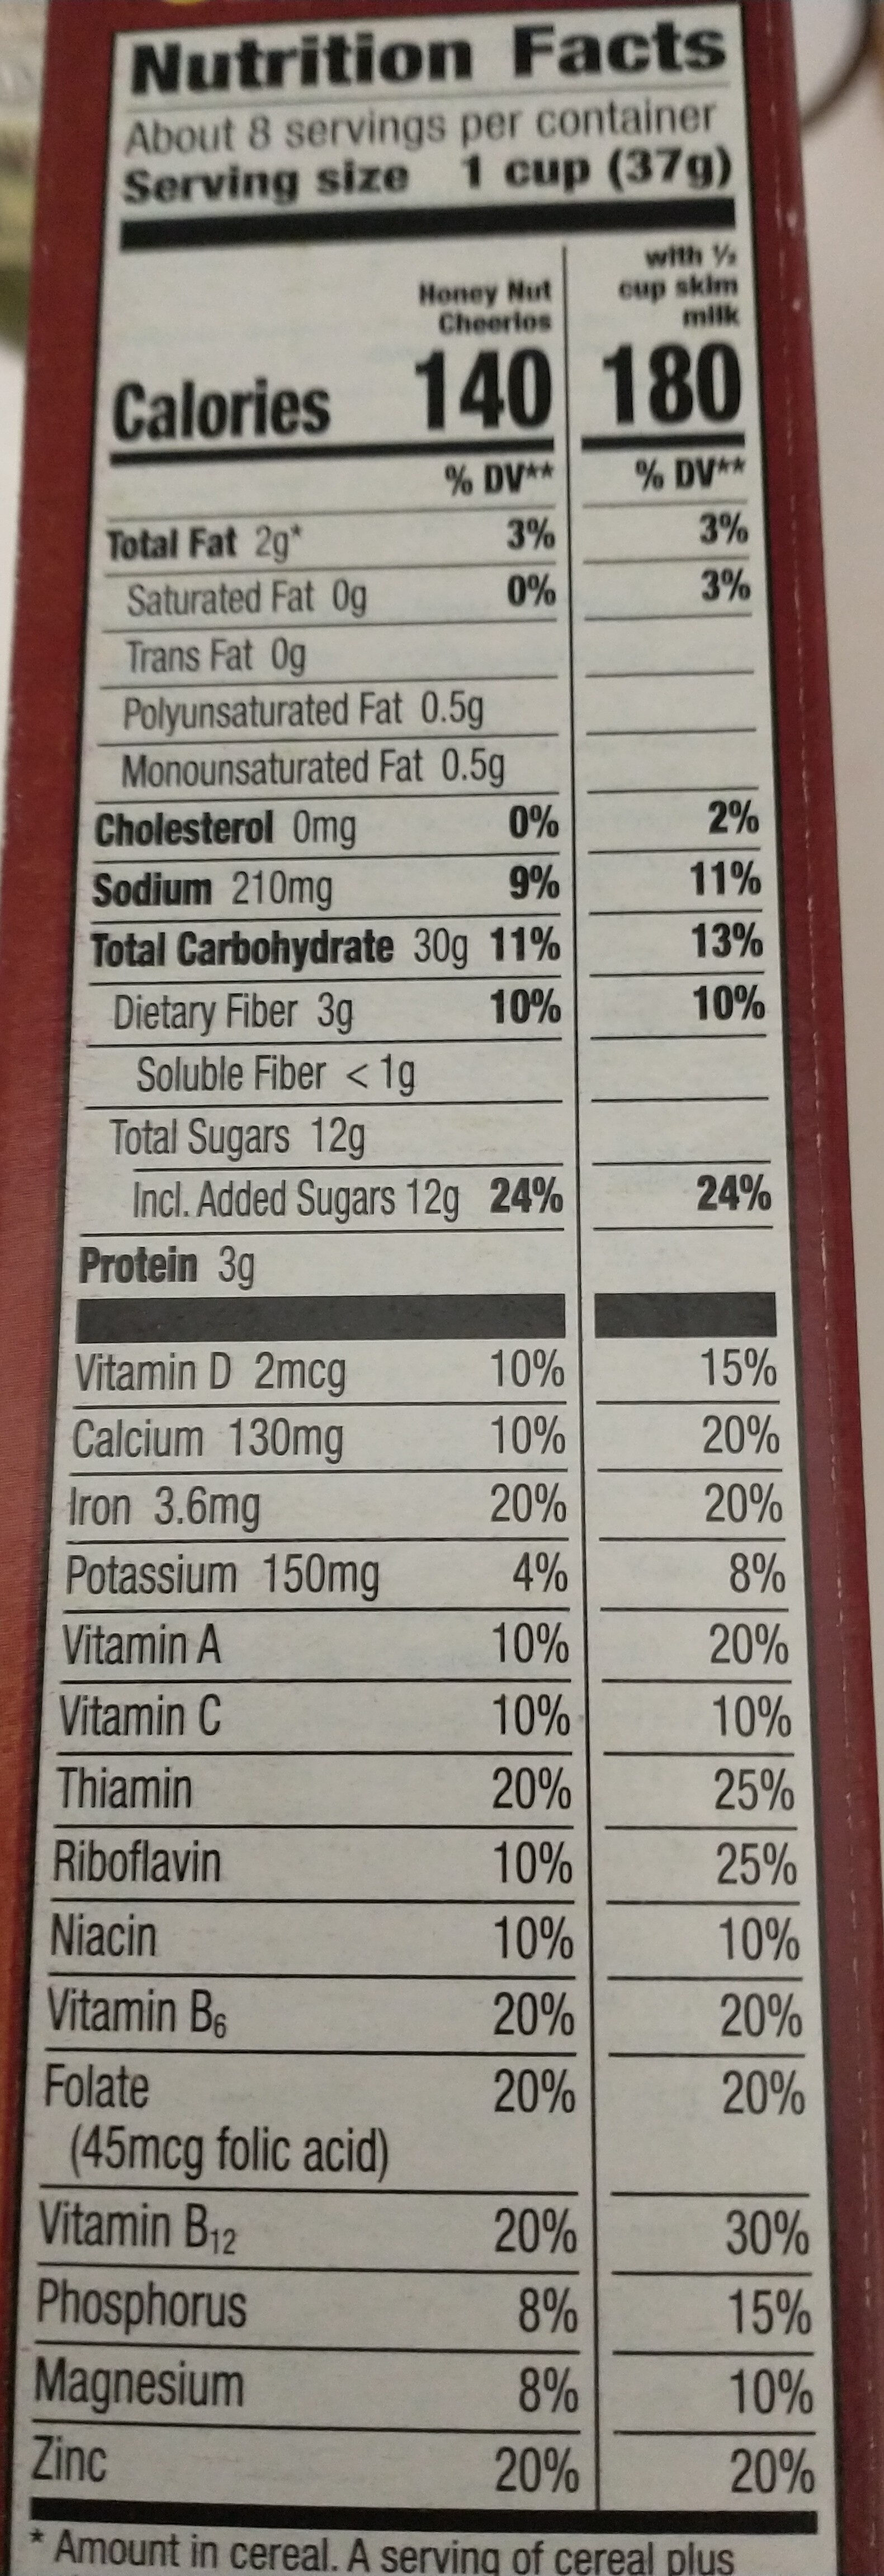 Nutrition Facts
About 8 servings per container
Serving size 1 cup (37g)
Honey Nut Cheerios
with ½ cup skim milk
Calories 140 180
% DV** % DV**
Total Fat 2g* 3% 3%
Saturated Fat 0g 0% 3%
Trans Fat 0g
Polyunsaturated Fat 0.5g
Monounsaturated Fat 0.5g
Cholesterol 0mg 0% 2%
Sodium 210mg 9% 11%
Total Carbohydrate 30g 11% 13%
Dietary Fiber 3g 10% 10%
Soluble Fiber < 1g
Total Sugars 12g
Incl. Added Sugars 12g 24% 24%
Protein 3g
Vitamin D 2mcg 10% 15%
Calcium 130mg 10% 20%
Iron 3.6mg 20% 20%
Potassium 150mg 4% 8%
Vitamin A 10% 20%
Vitamin C 10% 10%
Thiamin 20% 25%
Riboflavin 10% 25%
Niacin 10% 10%
Vitamin B₆ 20% 20%
Folate 20% 20%
(45mcg folic acid)
Vitamin B₁₂ 20% 30%
Phosphorus 8% 15%
Magnesium 8% 10%
Zinc 20% 20%
* Amount in cereal. A serving of cereal plus